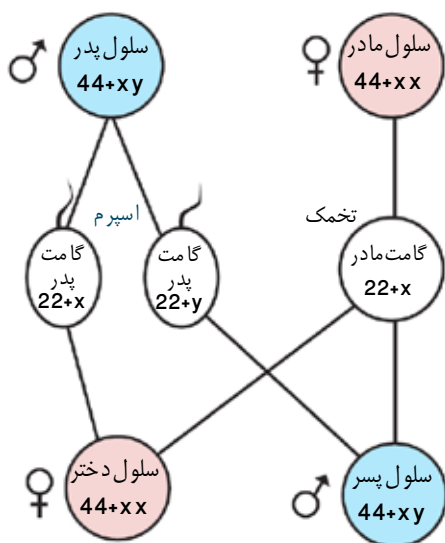 سلول پدر
44+xy
سلول مادر
44+xx
اسپرم
تخمک
گامت
پدر
22+x
گامت
پدر
22+y
گامت مادر
22+x
سلول دختر
44+xx
سلول پسر
44+xy